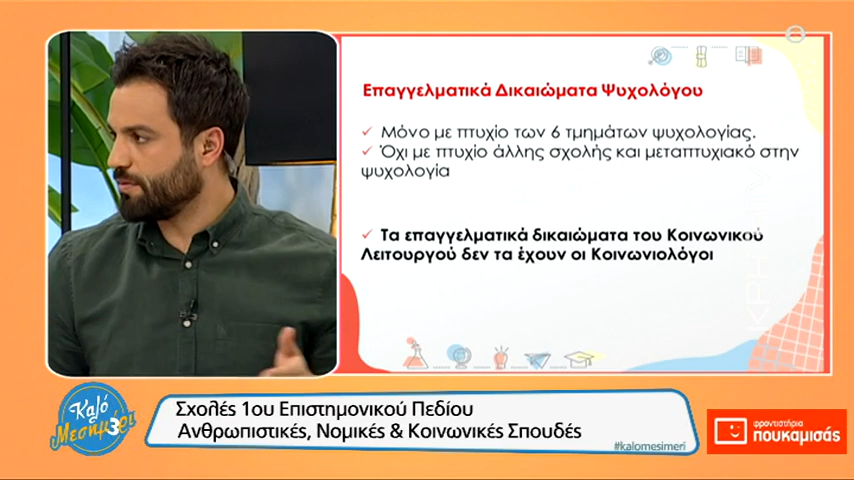 Επαγγελματικά Δικαιώματα Ψυχολόγου
✓ Μόνο με πτυχίο των 6 τμημάτων ψυχολογίας.
✓ Όχι με πτυχίο άλλης σχολής και μεταπτυχιακό στην
ψυχολογία
✓ Τα επαγγελματικά δικαιώματα του Κοινωνικού
Λειτουργού δεν τα έχουν οι Κοινωνιολόγοι
Καλό
Μεσημ3ρι
Σχολές 1ου Επιστημονικού Πεδίου
Ανθρωπιστικές, Νομικές & Κοινωνικές Σπουδές
#kalomesimeri
φροντιστήρια
πουκαμισάς